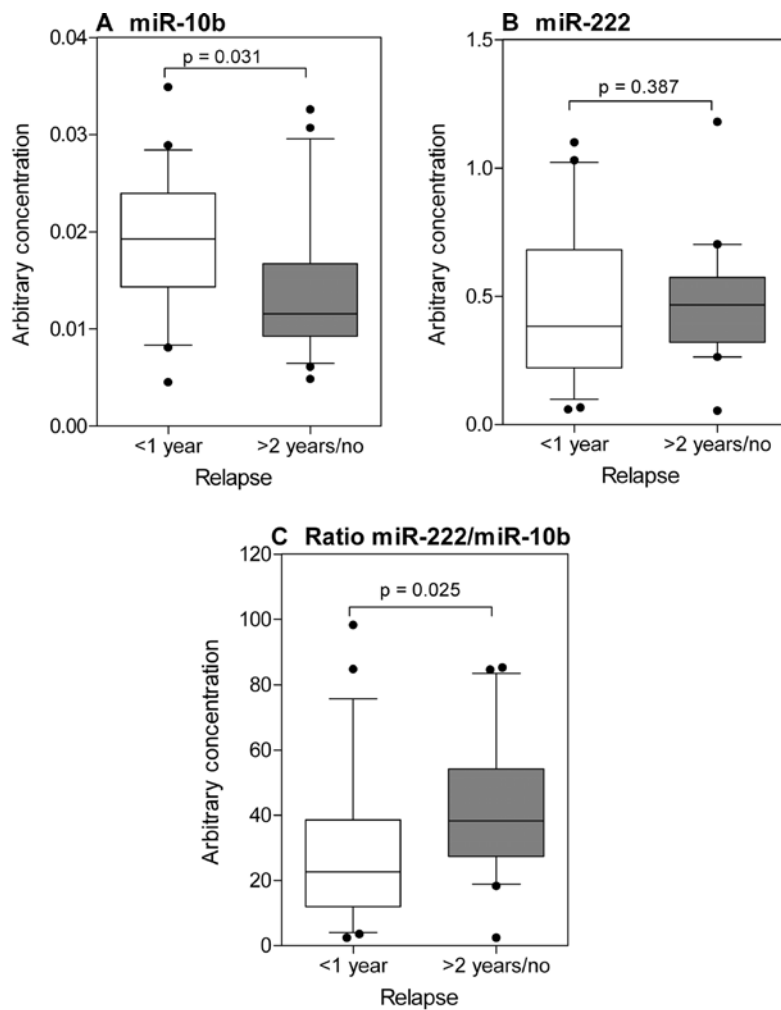 A miR-10b
0.04
0.03
0.02
0.01
0.00
Arbitrary concentration
p = 0.031
<1 year
>2 years/no
Relapse
B miR-222
1.5
1.0
0.5
0.0
Arbitrary concentration
p = 0.387
<1 year
>2 years/no
Relapse
C Ratio miR-222/miR-10b
120
100
80
60
40
20
0
Arbitrary concentration
p = 0.025
<1 year
>2 years/no
Relapse